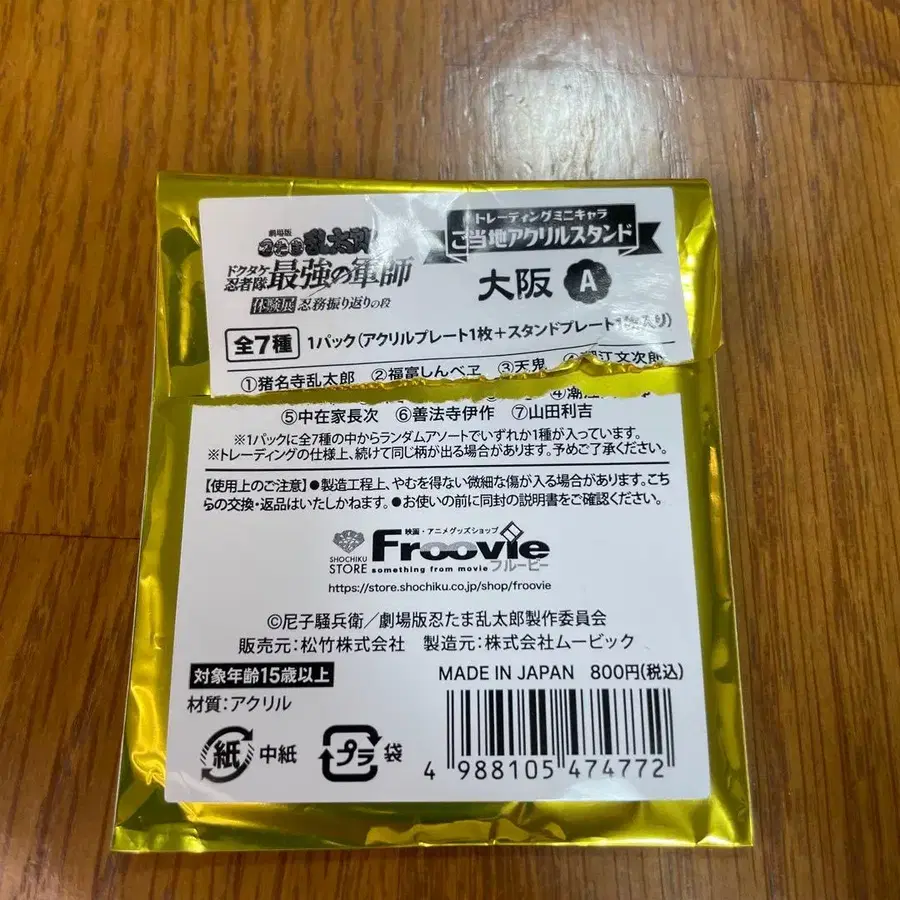 劇場版
忍たま乱太郎
ドクタケ忍者隊 最強の軍師
体験展 忍務振り返りの段
トレーディングミニキャラ
ご当地アクリルスタンド
大阪 A
全7種 1パック(アクリルプレート1枚+スタンドプレート1枚入り)
①猪名寺乱太郎 ②福富しんベヱ ③天鬼 ④潮江文次郎
⑤中在家長次 ⑥善法寺伊作 ⑦山田利吉
※1パックに全7種の中からランダムアソートでいずれか1種が入っています。
※トレーディングの仕様上、続けて同じ柄が出る場合があります。予めご了承ください。
【使用上のご注意】●製造工程上、やむを得ない微細な傷が入る場合があります。こち
らの交換・返品はいたしかねます。●お使いの前に同封の説明書をご確認ください。
映画・アニメグッズショップ
SHOCHIKU STORE Froovie
something from movie フルービー
https://store.shochiku.co.jp/shop/froovie
©尼子騒兵衛/劇場版忍たま乱太郎製作委員会
販売元:松竹株式会社 製造元:株式会社ムービック
対象年齢15歳以上 MADE IN JAPAN 800円(税込)
材質:アクリル
紙 中紙 プラ 袋
4 988105 474772